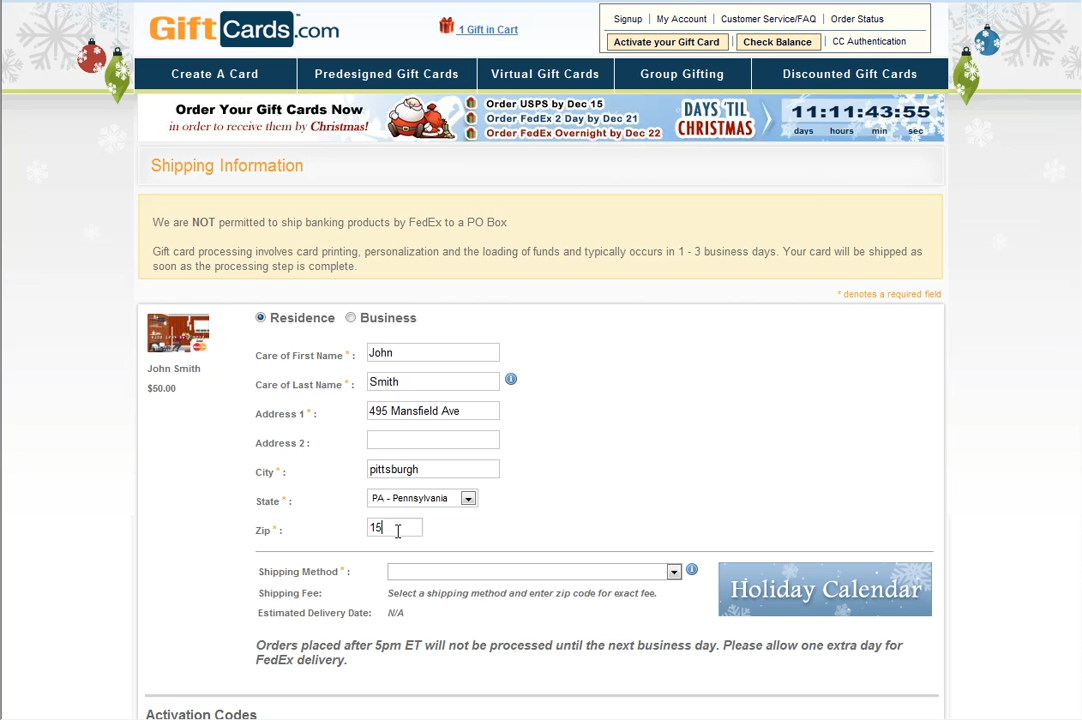 GiftCards.com
1 Gift in Cart
Signup | My Account | Customer Service/FAQ | Order Status
Activate your Gift Card Check Balance CC Authentication
Create A Card Predesigned Gift Cards Virtual Gift Cards Group Gifting Discounted Gift Cards
Order Your Gift Cards Now
in order to receive them by Christmas!
Order USPS by Dec 15
Order FedEx 2 Day by Dec 21
Order FedEx Overnight by Dec 22
DAYS 'TIL
CHRISTMAS
11:11:43:55
days hours min sec
Shipping Information
We are NOT permitted to ship banking products by FedEx to a PO Box
Gift card processing involves card printing, personalization and the loading of funds and typically occurs in 1 - 3 business days. Your card will be shipped as
soon as the processing step is complete.
* denotes a required field
John Smith
$50.00
Residence Business
Care of First Name * : John
Care of Last Name * : Smith
Address 1 * : 495 Mansfield Ave
Address 2 :
City * : pittsburgh
State * : PA - Pennsylvania
Zip * : 15
Shipping Method * :
Shipping Fee: Select a shipping method and enter zip code for exact fee.
Estimated Delivery Date: N/A
Holiday Calendar
Orders placed after 5pm ET will not be processed until the next business day. Please allow one extra day for
FedEx delivery.
Activation Codes